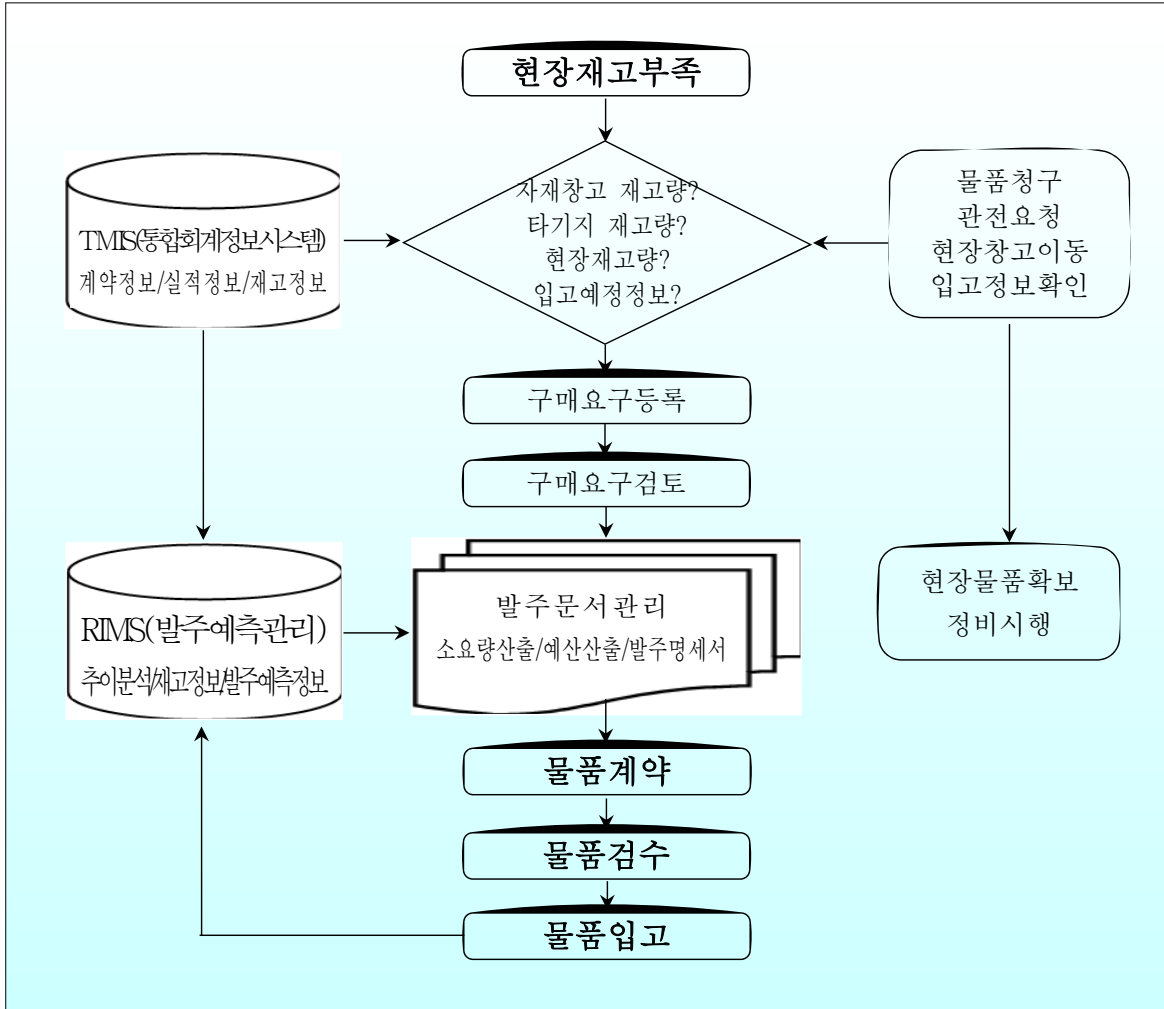 현장재고부족
자재창고 재고량?
타기지 재고량?
현장재고량?
입고예정정보?
TMIS(통합회계정보시스템)
계약정보/실적정보/재고정보
물품청구
관전요청
현장창고이동
입고정보확인
구매요구등록
구매요구검토
RIMS(발주예측관리)
추이분석/재고정보/발주예측정보
발주문서관리
소요량산출/예산산출/발주명세서
현장물품확보
정비시행
물품계약
물품검수
물품입고